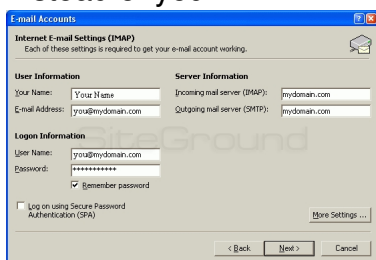 E-mail Accounts
Internet E-mail Settings (IMAP)
Each of these settings is required to get your e-mail account working.
User Information
Server Information
Your Name: Your Name
Incoming mail server (IMAP): mydomain.com
E-mail Address: you@mydomain.com
Outgoing mail server (SMTP): mydomain.com
Logon Information
SiteGround
User Name: you@mydomain.com
Password: ***********
Remember password
Log on using Secure Password
Authentication (SPA)
More Settings ...
< Back Next > Cancel